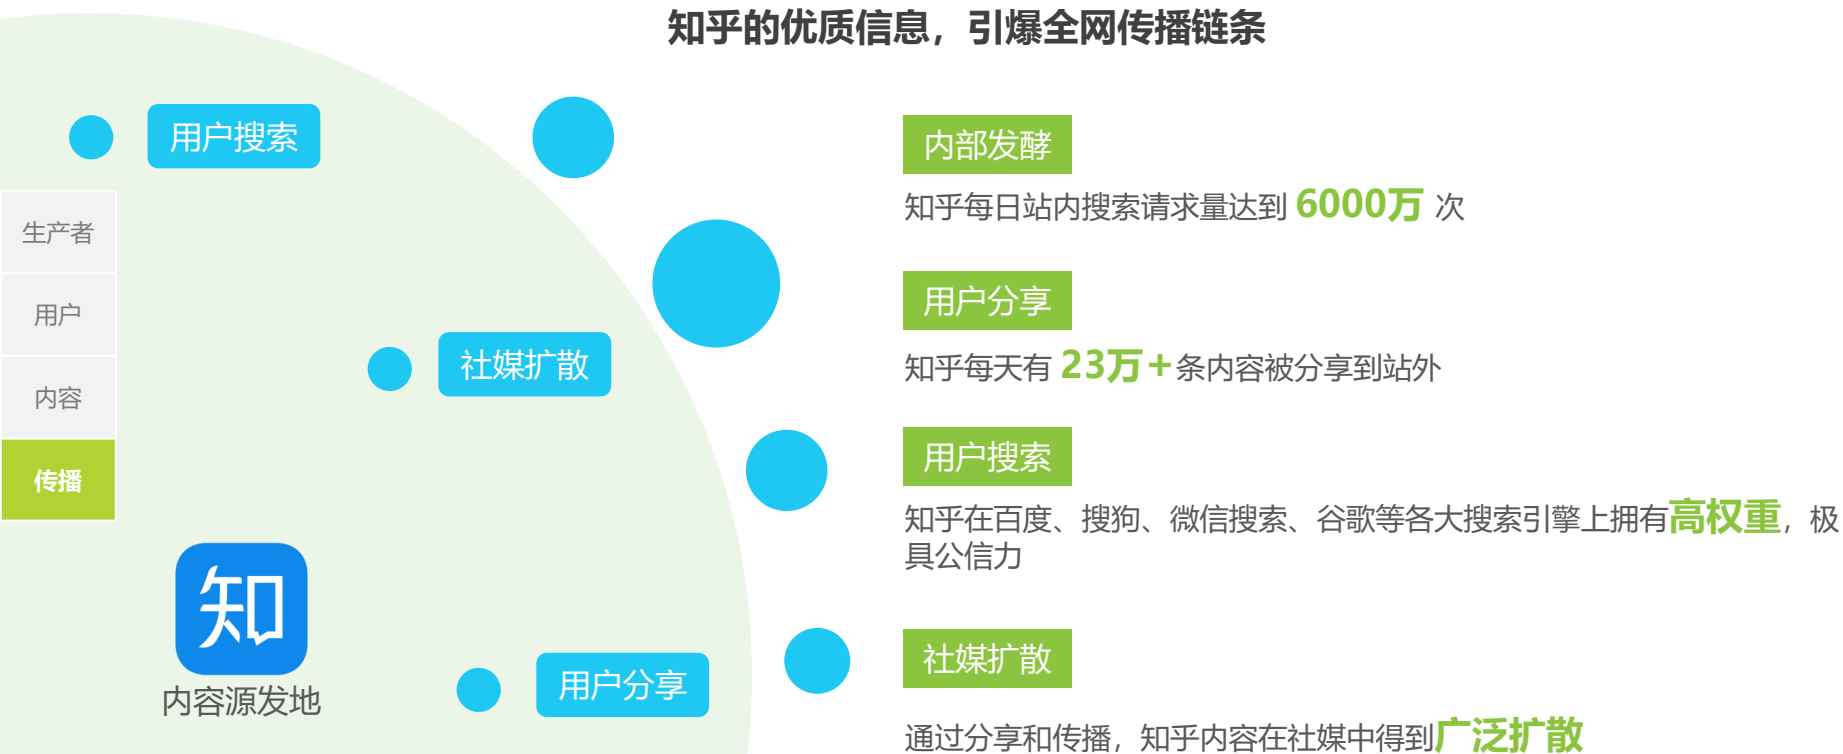 知乎的优质信息，引爆全网传播链条
用户搜索
生产者
用户
内容
传播
社媒扩散
知
内容源发地
用户分享
内部发酵
知乎每日站内搜索请求量达到 6000万 次
用户分享
知乎每天有 23万+条内容被分享到站外
用户搜索
知乎在百度、搜狗、微信搜索、谷歌等各大搜索引擎上拥有高权重，极
具公信力
社媒扩散
通过分享和传播，知乎内容在社媒中得到广泛扩散